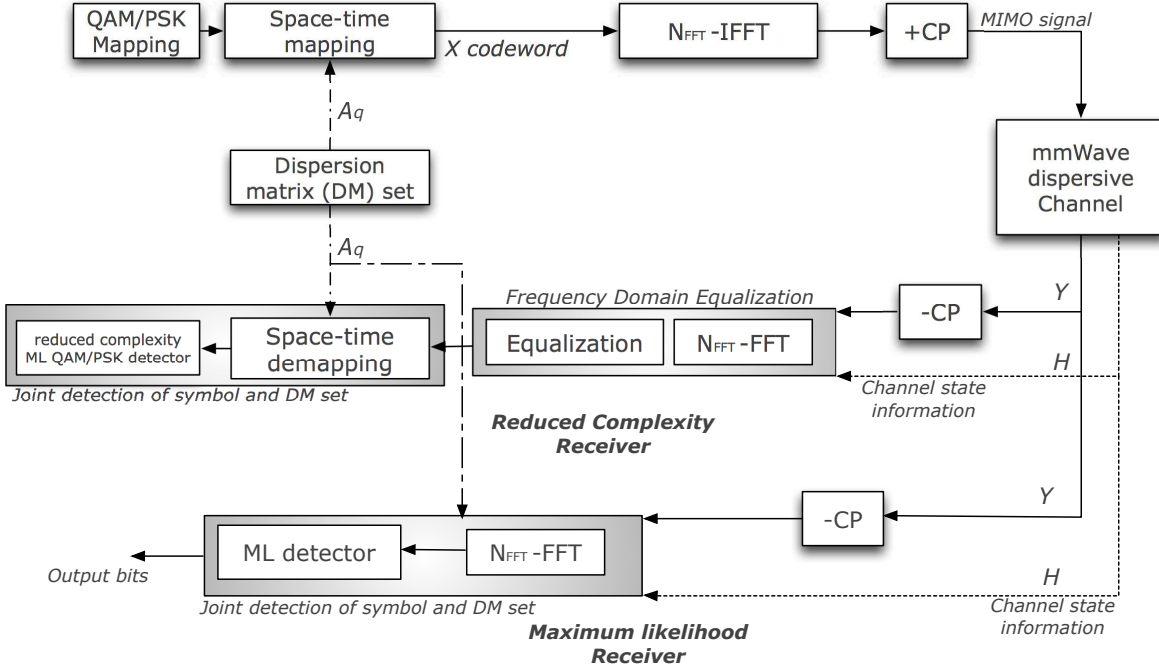 QAM/PSK
Mapping
Space-time
mapping
X codeword
NFFT -IFFT
+CP
MIMO signal
Aq
mmWave
dispersive
Channel
Dispersion
matrix (DM) set
Aq
Frequency Domain Equalization
-CP
Y
reduced complexity
ML QAM/PSK detector
Space-time
demapping
Equalization
NFFT -FFT
H
Joint detection of symbol and DM set
Channel state
information
Reduced Complexity
Receiver
Y
-CP
ML detector
NFFT -FFT
Output bits
H
Joint detection of symbol and DM set
Channel state
information
Maximum likelihood
Receiver